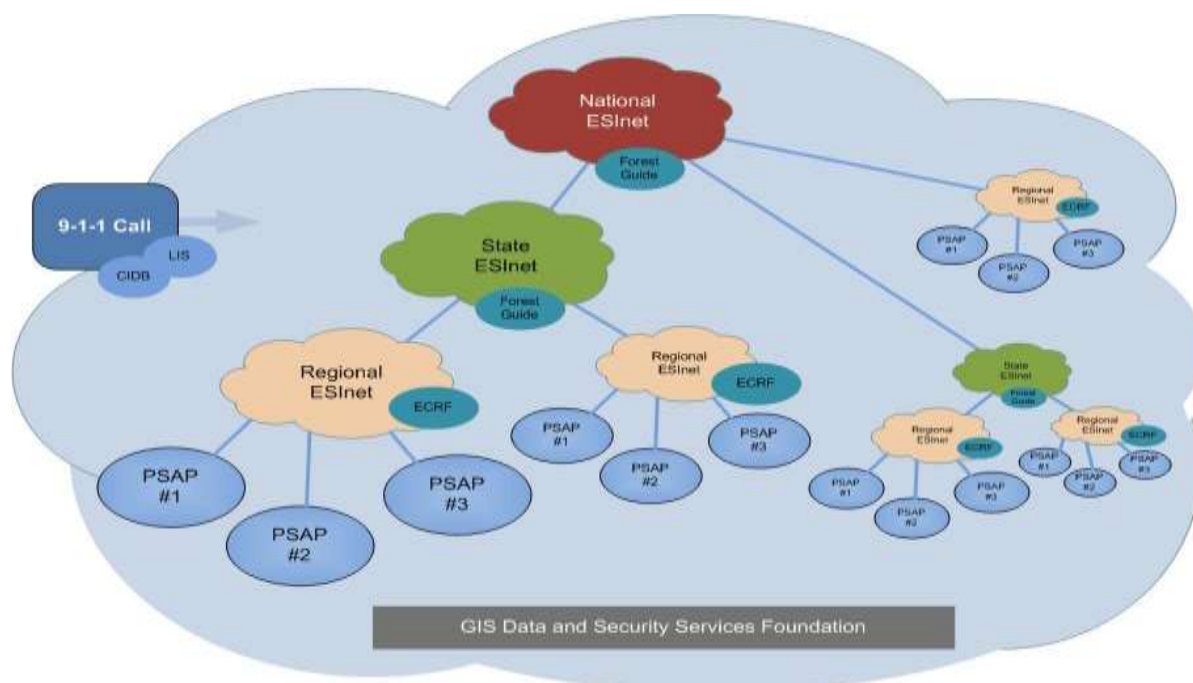 National
ESInet
Forest
Guide
9-1-1 Call
LIS
CIDB
Regional
ESInet
ECRF
PSAP
#1
PSAP
#2
PSAP
#3
State
ESInet
Forest
Guide
Regional
ESInet
ECRF
PSAP
#1
PSAP
#2
PSAP
#3
Regional
ESInet
ECRF
PSAP
#1
PSAP
#2
PSAP
#3
State
ESInet
Forest
Guide
Regional
ESInet
ECRF
PSAP
#1
PSAP
#2
PSAP
#3
Regional
ESInet
ECRF
PSAP
#1
PSAP
#2
PSAP
#3
GIS Data and Security Services Foundation